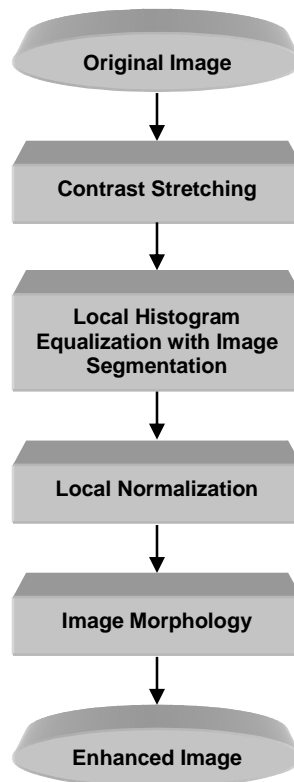 Original Image
Contrast Stretching
Local Histogram
Equalization with Image
Segmentation
Local Normalization
Image Morphology
Enhanced Image